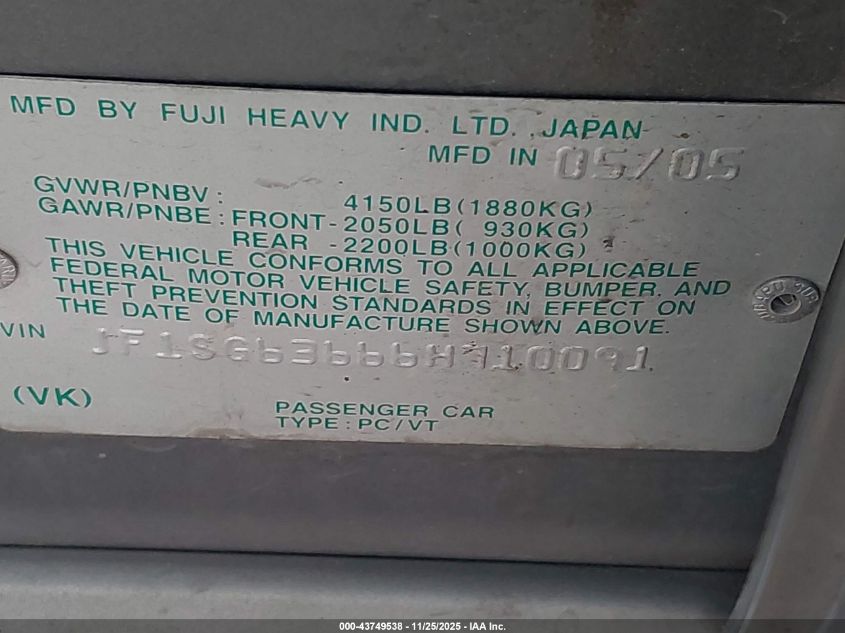 MFD BY FUJI HEAVY IND. LTD. JAPAN
MFD IN 05/05
GVWR/PNBV: 4150LB(1880KG)
GAWR/PNBE: FRONT-2050LB( 930KG)
REAR -2200LB(1000KG)
THIS VEHICLE CONFORMS TO ALL APPLICABLE
FEDERAL MOTOR VEHICLE SAFETY, BUMPER, AND
THEFT PREVENTION STANDARDS IN EFFECT ON
THE DATE OF MANUFACTURE SHOWN ABOVE.
VIN JF1SG63666H710091
(VK)
PASSENGER CAR
TYPE: PC/VT
000-43749538 - 11/25/2025 - IAA Inc.